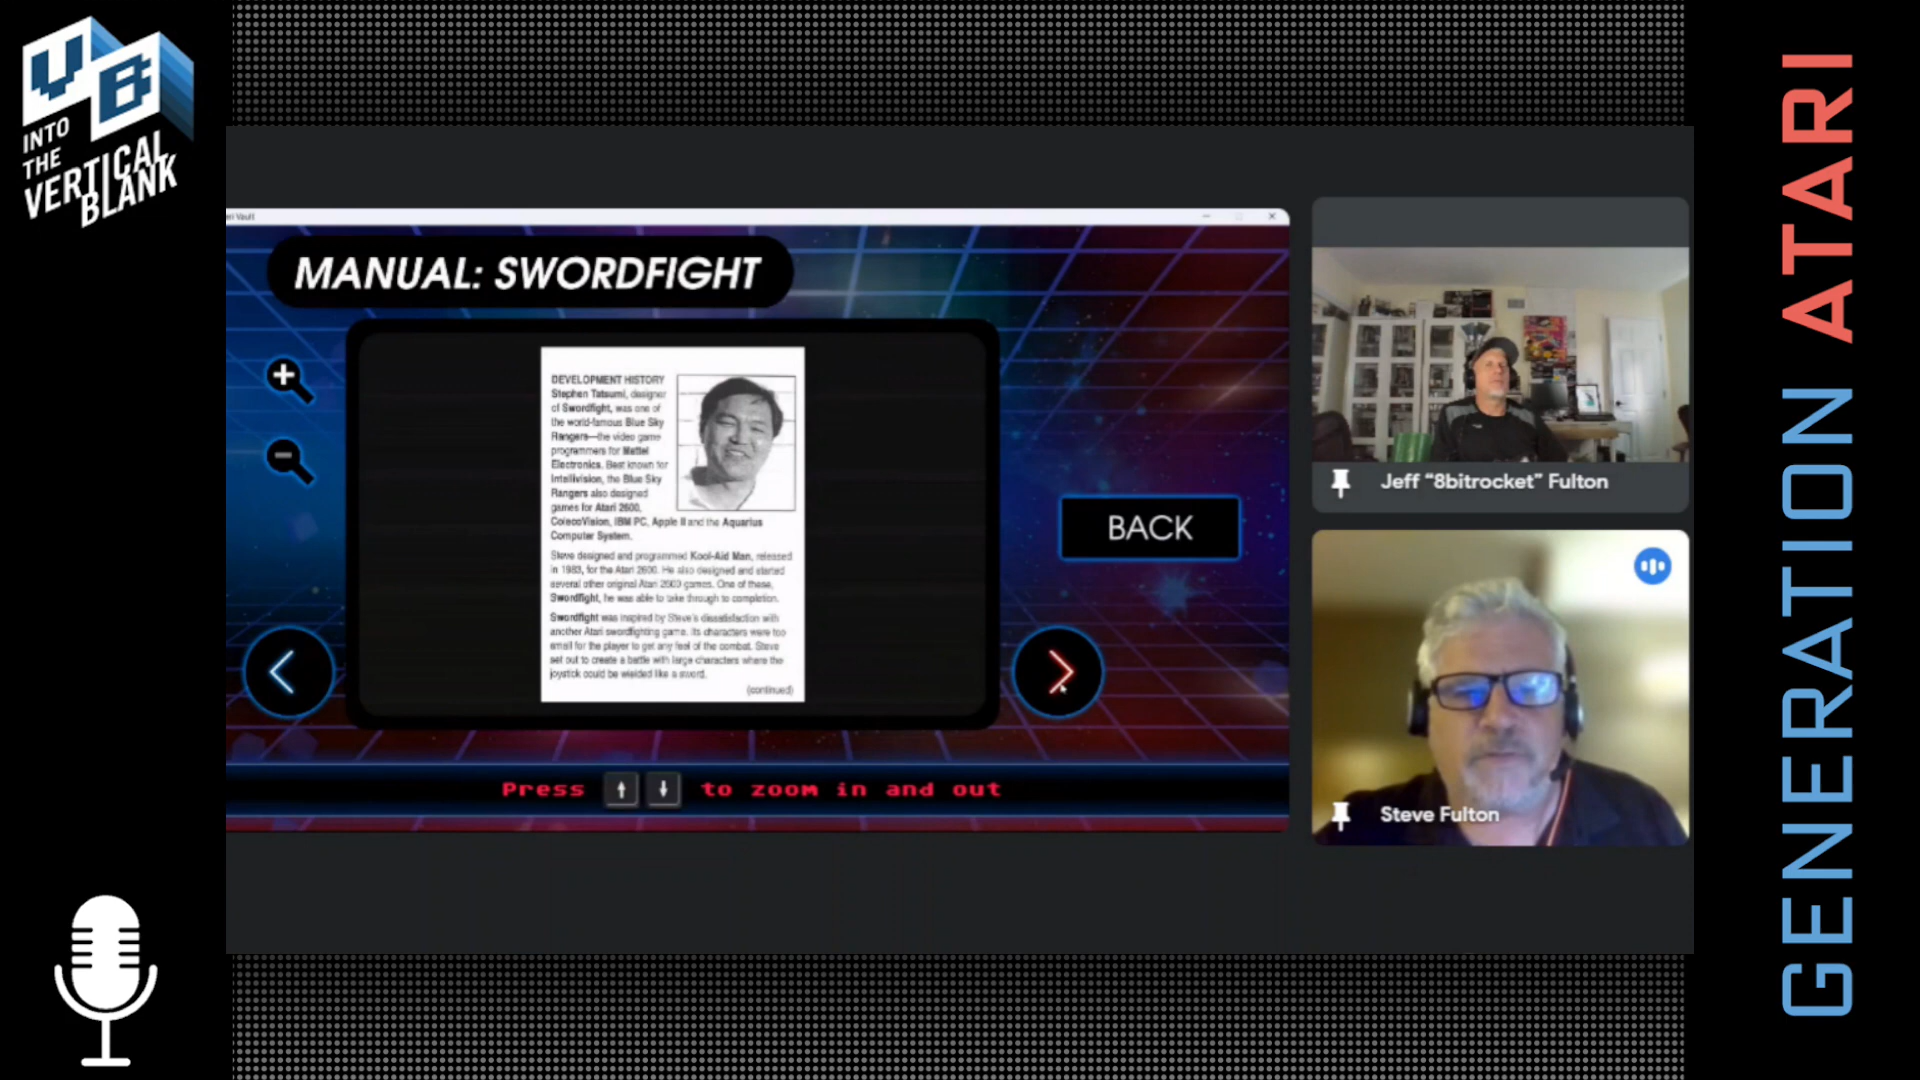 VB
INTO
THE
VERTICAL
BLANK
Vault
MANUAL: SWORDFIGHT
DEVELOPMENT HISTORY
Stephen Tatsumi, designer
of Swordfight, was one of
the world-famous Blue Sky
Rangers—the video game
programmers for Mattel
Electronics. Best known for
Intellivision, the Blue Sky
Rangers also designed
games for Atari 2600,
ColecoVision, IBM PC, Apple II and the Aquarius
Computer System.
Steve designed and programmed Kool-Aid Man, released
in 1983, for the Atari 2600. He also designed and started
several other original Atari 2600 games. One of these,
Swordfight, he was able to take through to completion.
Swordfight was inspired by Steve's dissatisfaction with
another Atari swordfighting game. Its characters were too
small for the player to get any feel of the combat. Steve
set out to create a battle with large characters where the
joystick could be wielded like a sword.
(continued)
BACK
Press ↑ ↓ to zoom in and out
Jeff “8bitrocket” Fulton
Steve Fulton
GENERATION ATARI